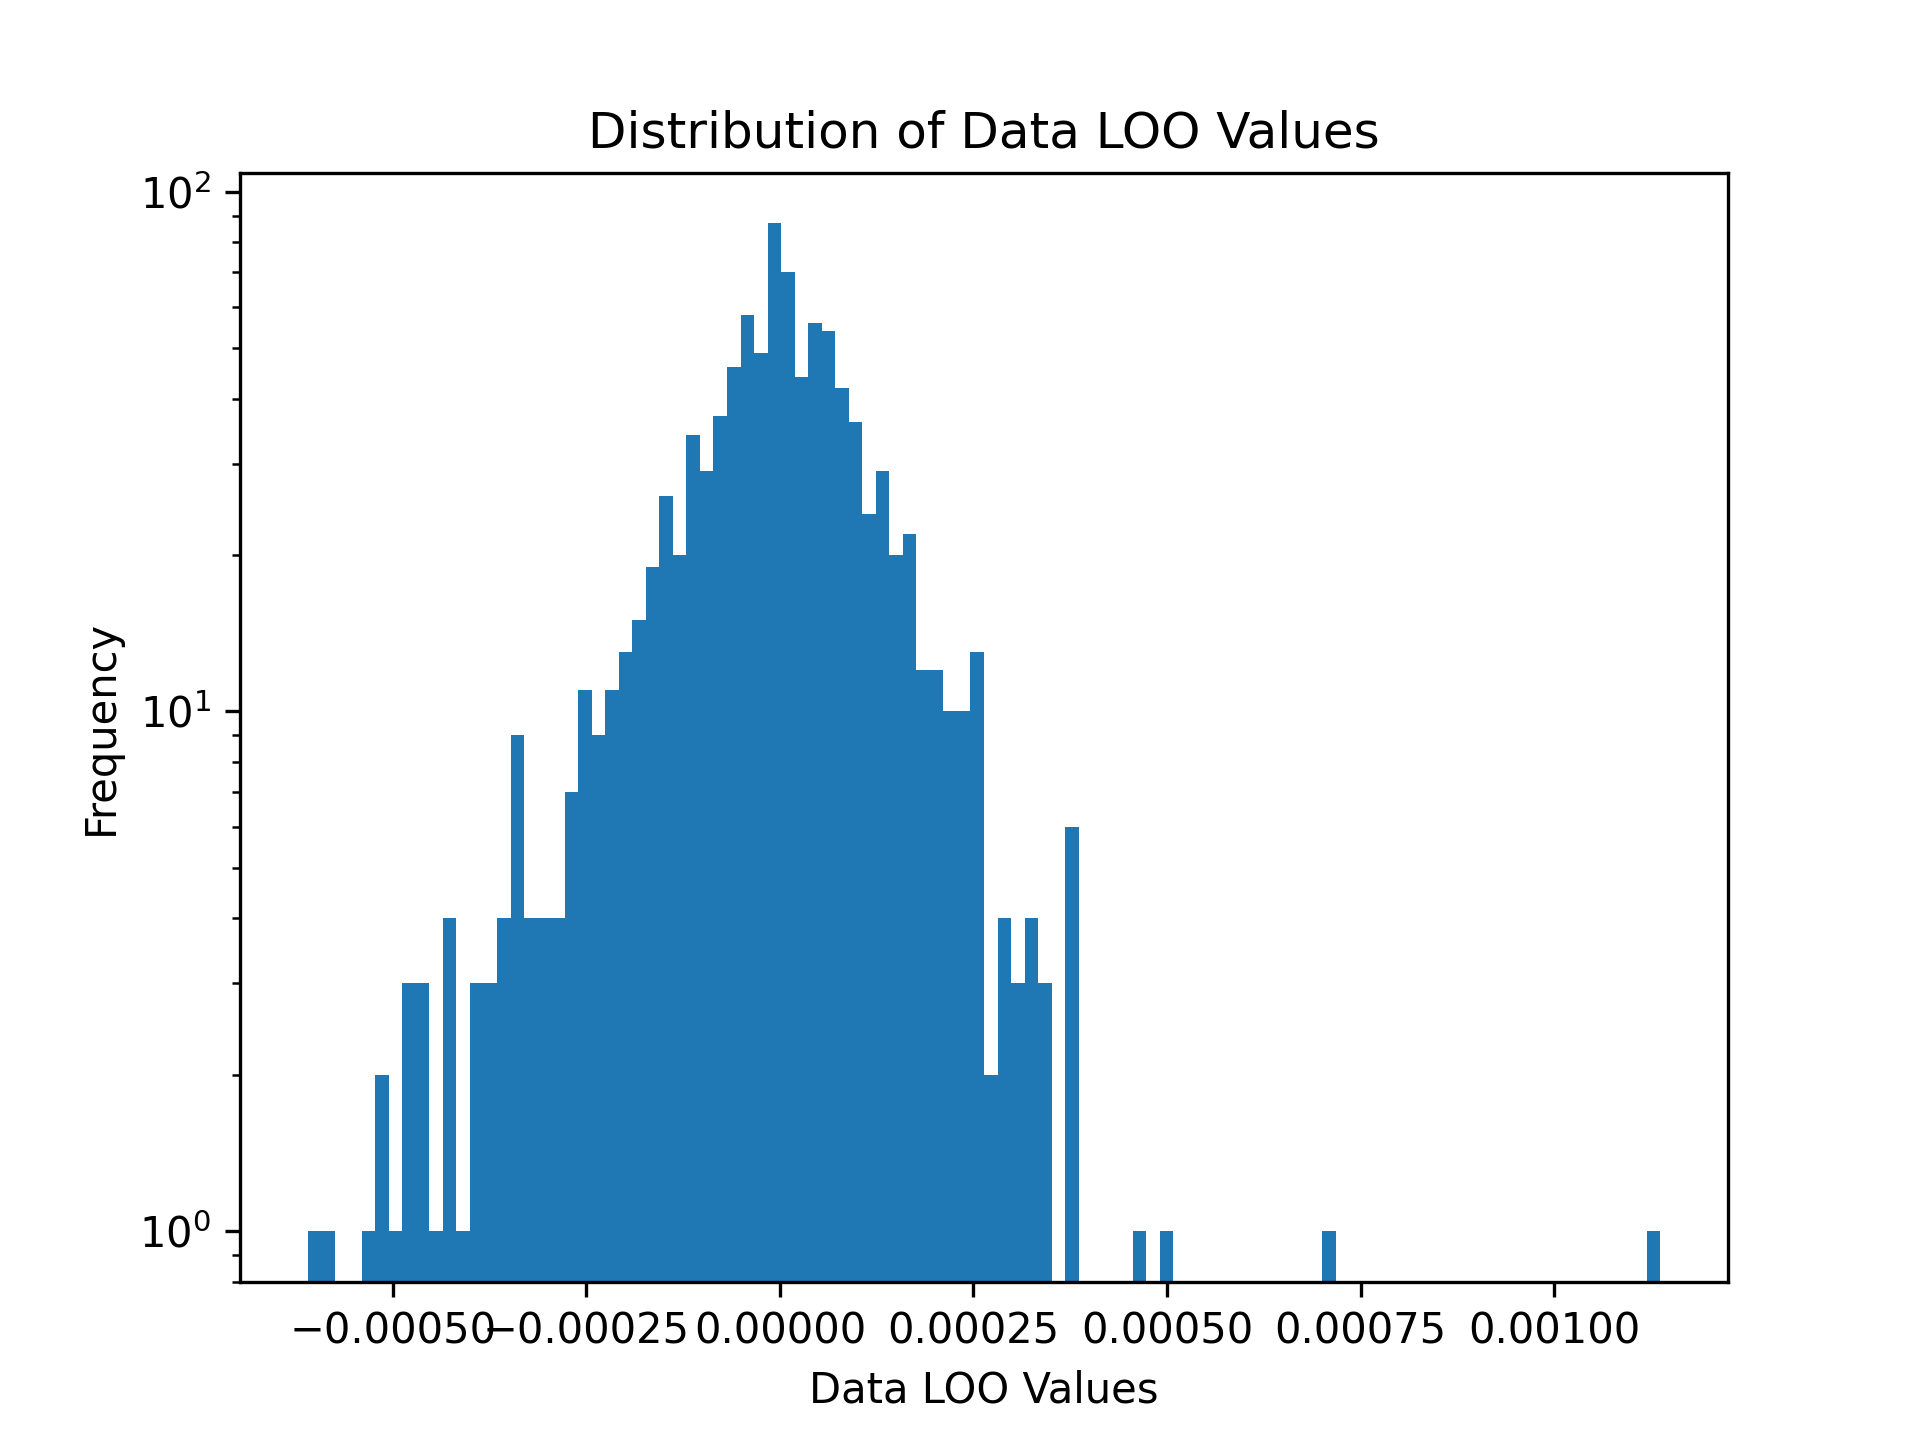 Distribution of Data LOO Values
10²
10¹
10⁰
Frequency
−0.00050 −0.00025 0.00000 0.00025 0.00050 0.00075 0.00100
Data LOO Values